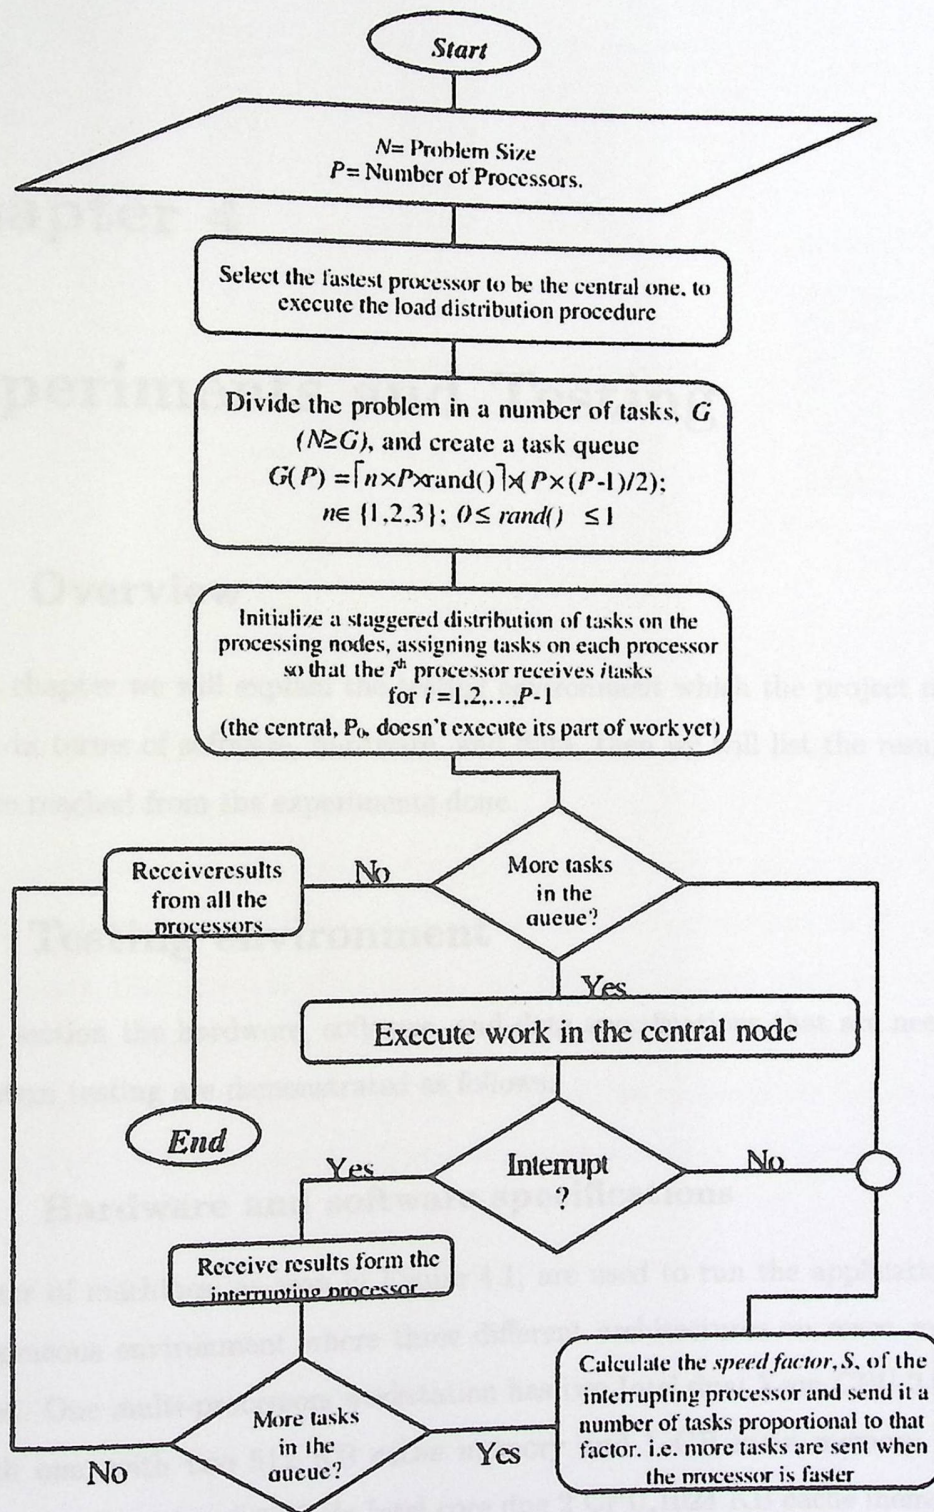 Start
N= Problem Size
P= Number of Processors.
Select the fastest processor to be the central one, to
execute the load distribution procedure
Divide the problem in a number of tasks, G
(N≥G), and create a task queue
G(P) =⌈n×P×rand()⌉×(P×(P-1)/2);
n∈ {1,2,3}; 0≤ rand() ≤1
Initialize a staggered distribution of tasks on the
processing nodes, assigning tasks on each processor
so that the iᵗʰ processor receives i tasks
for i =1,2,…,P-1
(the central, P₀, doesn't execute its part of work yet)
More tasks
in the
queue?
No
Receiveresults
from all the
processors
End
Yes
Execute work in the central node
Interrupt
?
No
Yes
Receive results form the
interrupting processor
More tasks
in the
queue?
No
Yes
Calculate the speed factor, S, of the
interrupting processor and send it a
number of tasks proportional to that
factor. i.e. more tasks are sent when
the processor is faster